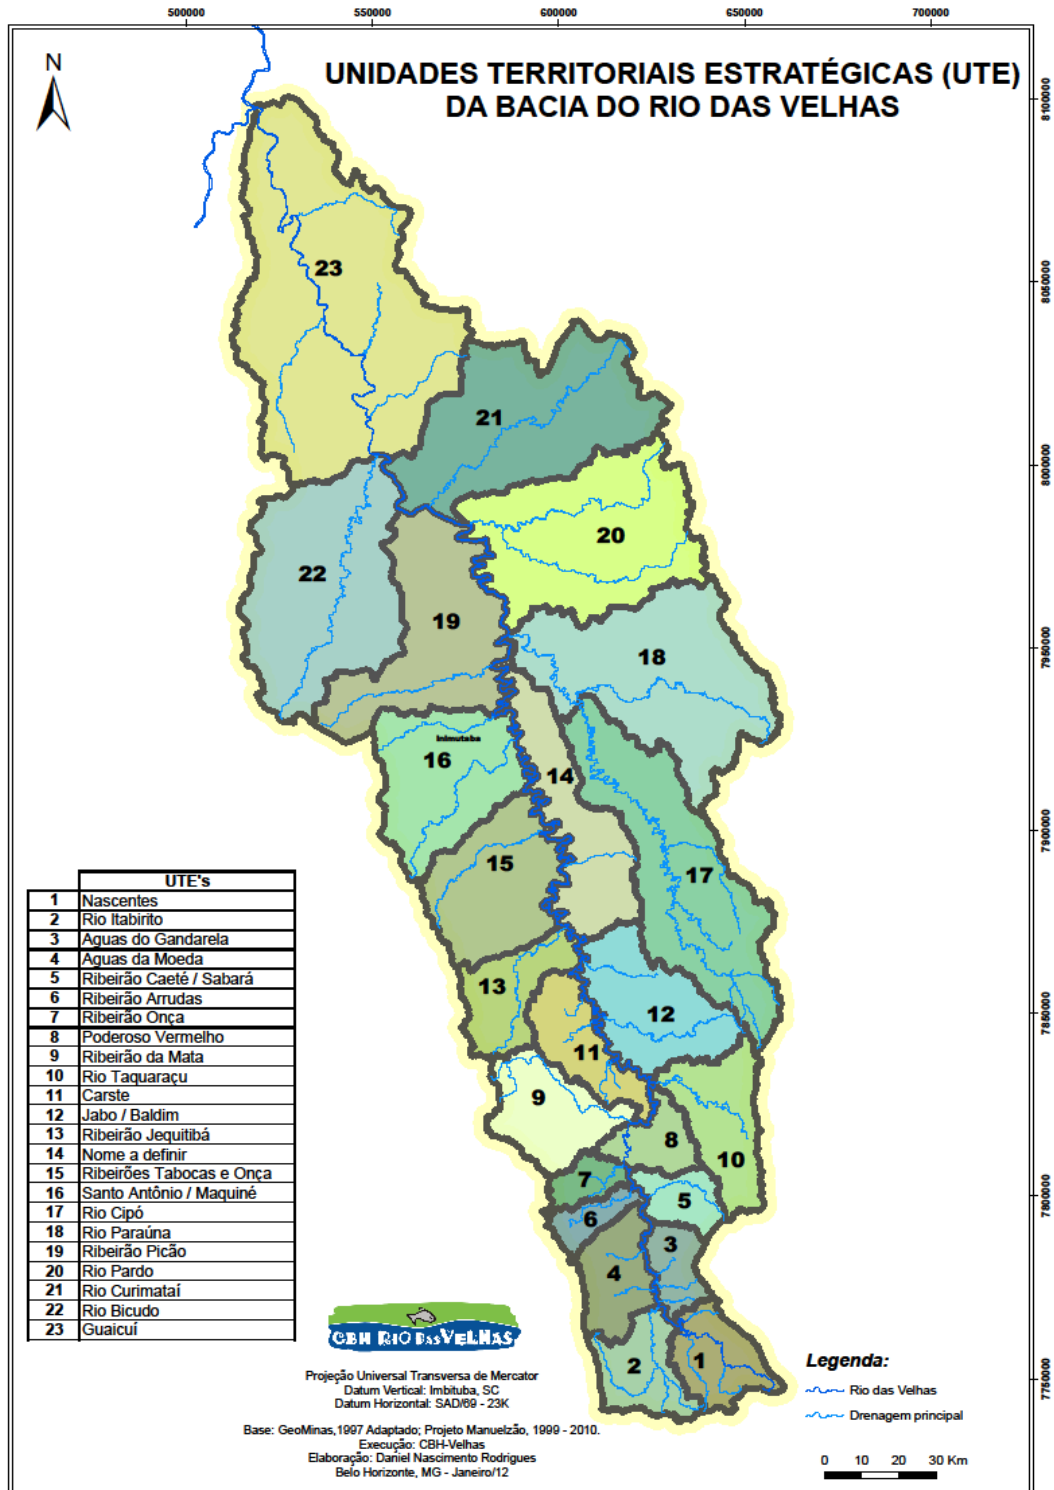 500000 550000 600000 650000 700000
N
UNIDADES TERRITORIAIS ESTRATÉGICAS (UTE)
DA BACIA DO RIO DAS VELHAS
8100000
8050000
8000000
7950000
7900000
7850000
7800000
7750000
23
21
20
22
19
18
Inimutaba
16
14
15
17
13
12
11
9
8
10
7
5
6
3
4
2
1
UTE's
1 Nascentes
2 Rio Itabirito
3 Aguas do Gandarela
4 Aguas da Moeda
5 Ribeirão Caeté / Sabará
6 Ribeirão Arrudas
7 Ribeirão Onça
8 Poderoso Vermelho
9 Ribeirão da Mata
10 Rio Taquaraçu
11 Carste
12 Jabo / Baldim
13 Ribeirão Jequitibá
14 Nome a definir
15 Ribeirões Tabocas e Onça
16 Santo Antônio / Maquiné
17 Rio Cipó
18 Rio Paraúna
19 Ribeirão Picão
20 Rio Pardo
21 Rio Curimataí
22 Rio Bicudo
23 Guaicuí
CBH RIO DAS VELHAS
Projeção Universal Transversa de Mercator
Datum Vertical: Imbituba, SC
Datum Horizontal: SAD/69 - 23K
Base: GeoMinas,1997 Adaptado; Projeto Manuelzão, 1999 - 2010.
Execução: CBH-Velhas
Elaboração: Daniel Nascimento Rodrigues
Belo Horizonte, MG - Janeiro/12
Legenda:
Rio das Velhas
Drenagem principal
0 10 20 30 Km